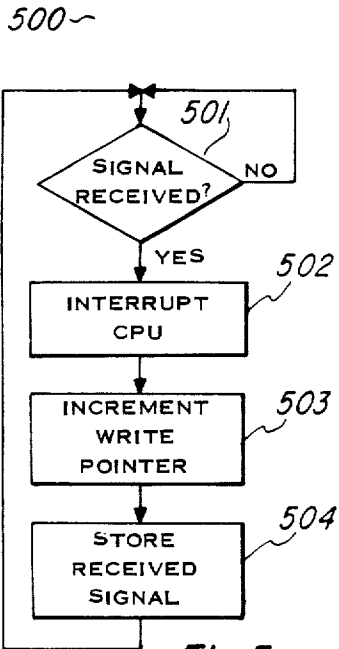 500~
501
SIGNAL
RECEIVED?
NO
YES
502
INTERRUPT
CPU
503
INCREMENT
WRITE
POINTER
504
STORE
RECEIVED
SIGNAL